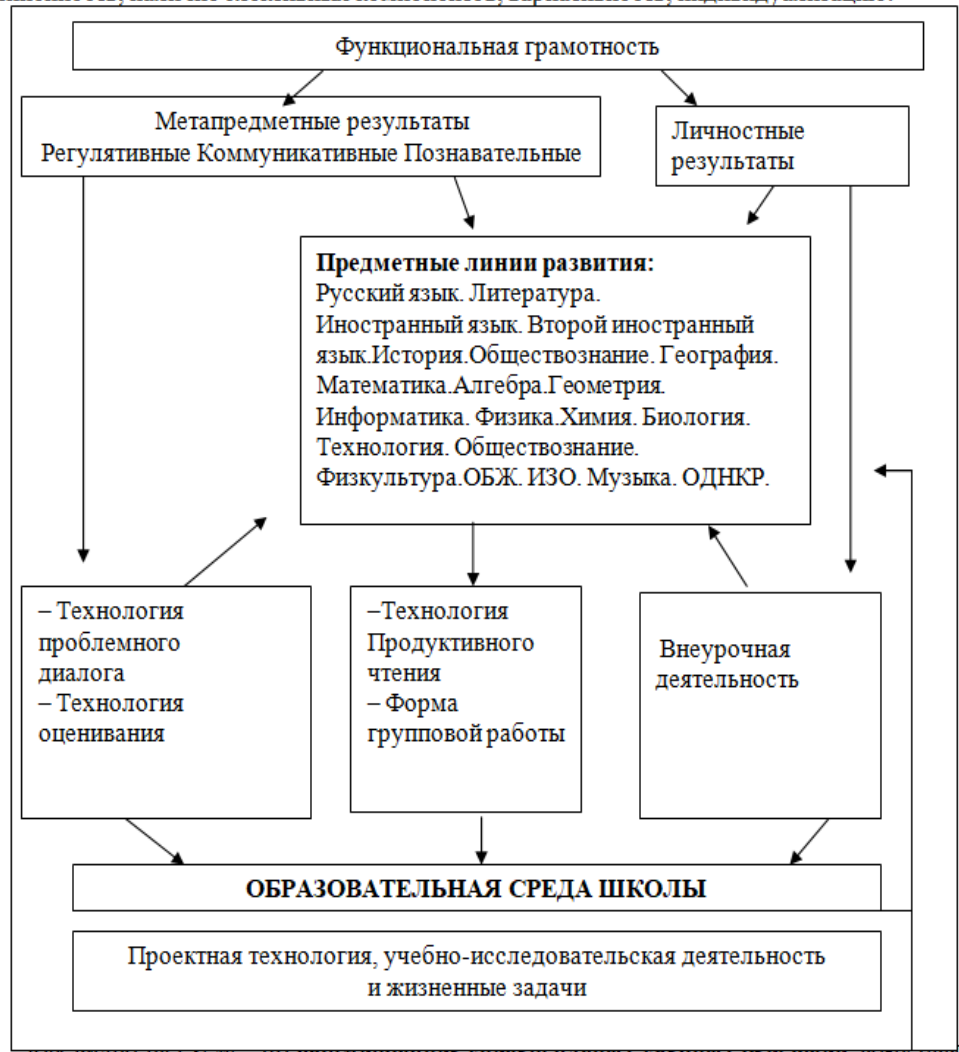 Функциональная грамотность
Метапредметные результаты
Регулятивные Коммуникативные Познавательные
Личностные
результаты
Предметные линии развития:
Русский язык. Литература.
Иностранный язык. Второй иностранный
язык.История.Обществознание. География.
Математика.Алгебра.Геометрия.
Информатика. Физика.Химия. Биология.
Технология. Обществознание.
Физкультура.ОБЖ. ИЗО. Музыка. ОДНКР.
– Технология
проблемного
диалога
– Технология
оценивания
–Технология
Продуктивного
чтения
– Форма
групповой работы
Внеурочная
деятельность
ОБРАЗОВАТЕЛЬНАЯ СРЕДА ШКОЛЫ
Проектная технология, учебно-исследовательская деятельность
и жизненные задачи